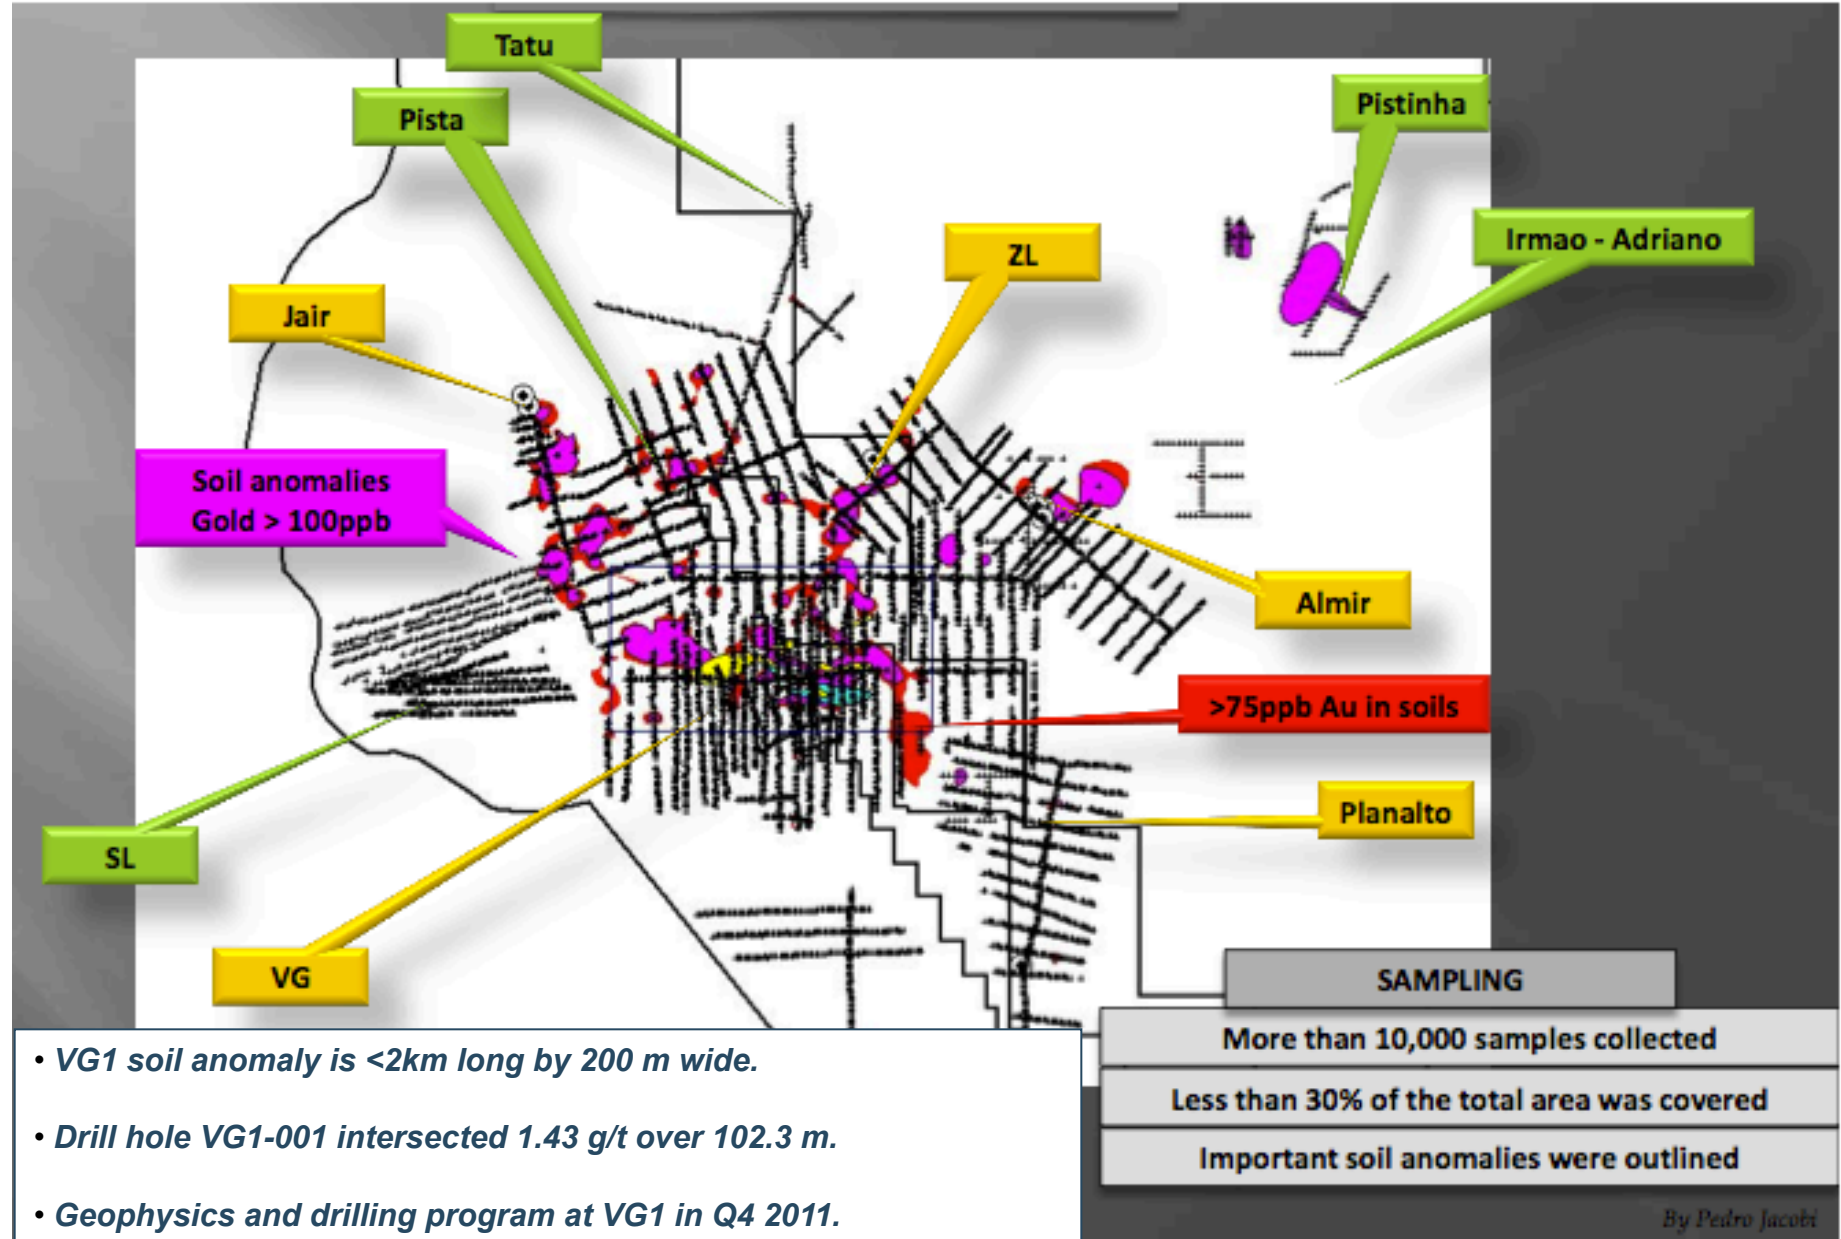 Tatu
Pista
Pistinha
Irmao - Adriano
ZL
Jair
Soil anomalies
Gold > 100ppb
Almir
>75ppb Au in soils
Planalto
SL
VG
SAMPLING
More than 10,000 samples collected
Less than 30% of the total area was covered
Important soil anomalies were outlined
• VG1 soil anomaly is <2km long by 200 m wide.
• Drill hole VG1-001 intersected 1.43 g/t over 102.3 m.
• Geophysics and drilling program at VG1 in Q4 2011.
By Pedro Jacobi